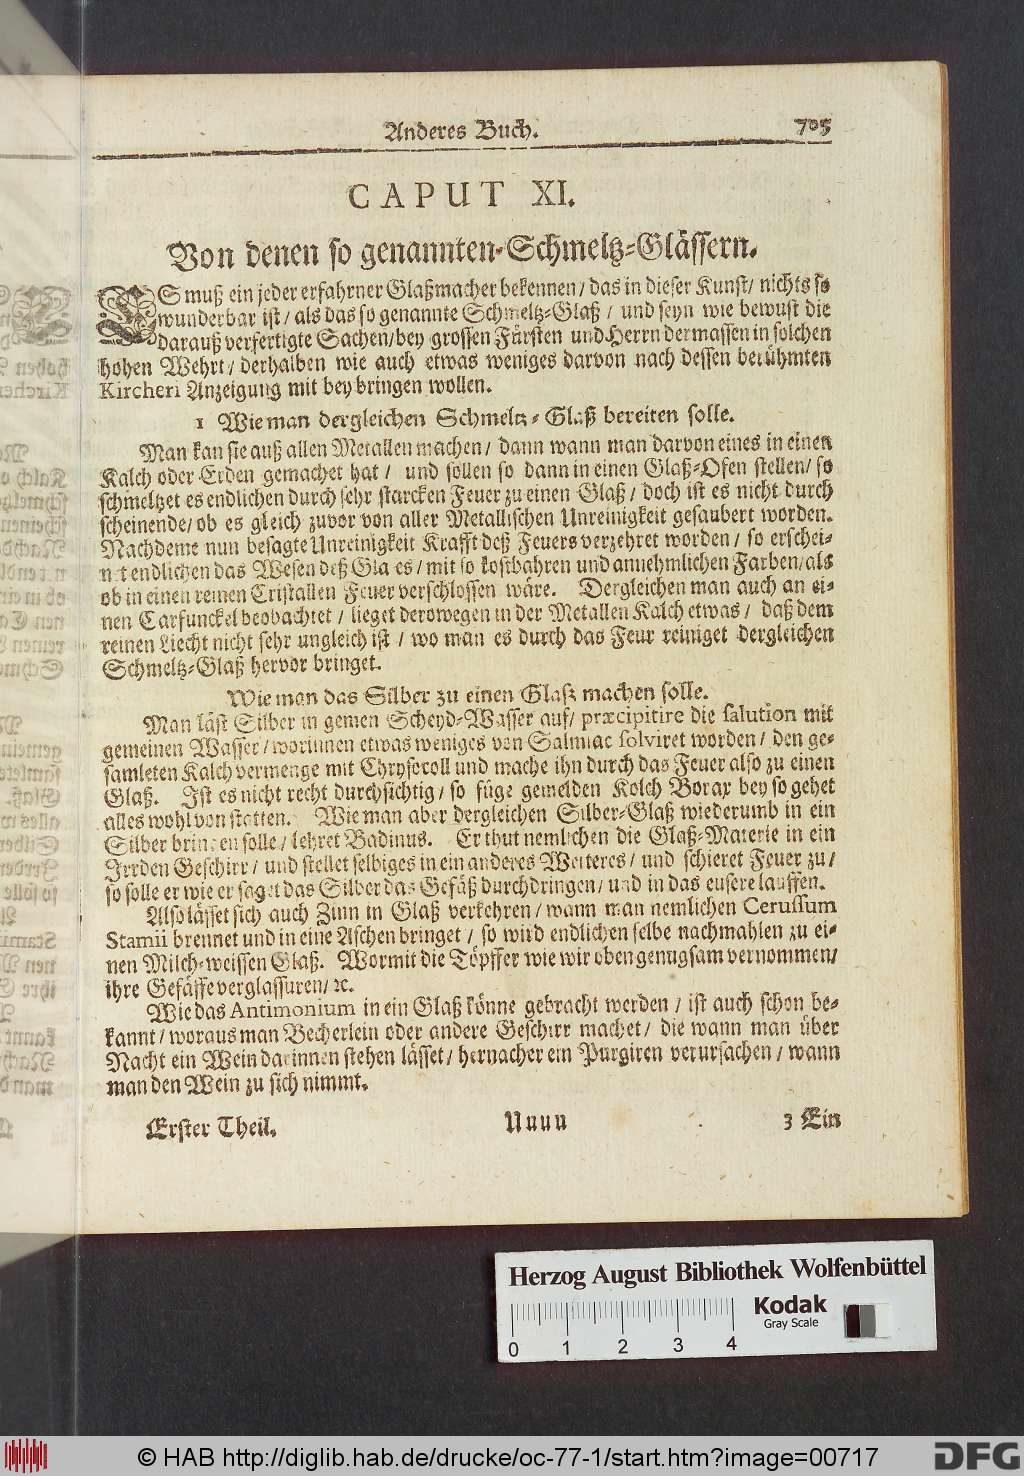 Anderes Buch. 705
CAPUT XI.
Von denen so genannten-Schmeltz-Glässern.
ES muß ein jeder erfahrner Glaßmacher bekennen / das in dieser Kunst / nichts so
wunderbar ist / als das so genannte Schmeltz-Glaß / und seyn wie bewust die
darauß verfertigte Sachen / bey grossen Fürsten und Herrn dermassen in solchen
hohen Wehrt / derhalben wie auch etwas weniges darvon nach dessen berühmten
Kircheri Anzeigung mit beybringen wollen.
1 Wie man dergleichen Schmeltz-Glaß bereiten solle.
Man kan sie auß allen Metallen machen / dann wann man darvon eines in einen
Kalch oder Erden gemachet hat / und sollen so dann in einen Glaß-Ofen stellen / so
schmeltzet es endlichen durch sehr starcken Feuer zu einen Glaß / doch ist es nicht durch
scheinende / ob es gleich zuvor von aller Metallischen Unreinigkeit gesaubert worden.
Nachdeme nun besagte Unreinigkeit Krafft deß Feuers verzehret worden / so erschei-
net endlichen das Wesen deß Glases / mit so kostbahren und annehmlichen Farben / als
ob in einen reinen Cristallen Feuer verschlossen wäre. Dergleichen man auch an ei-
nen Carfunckel beobachtet / lieget derowegen in der Metallen Kalch etwas / daß dem
reinen Liecht nicht sehr ungleich ist / wo man es durch das Feur reiniget dergleichen
Schmeltz-Glaß hervor bringet.
Wie man das Silber zu einen Glaß machen solle.
Man läst Silber in gemen Scheyd-Wasser auf / præcipitire die salution mit
gemeinen Wasser / worinnen etwas weniges von Salmiac solviret worden / den ge-
samleten Kalch vermenge mit Chrysocoll und mache ihn durch das Feuer also zu einen
Glaß. Ist es nicht recht durchsichtig / so füge gemelden Kolch Borax bey so gehet
alles wohl von statten. Wie man aber dergleichen Silber-Glaß wiederumb in ein
Silber bringen solle / lehret Badinus. Er thut nemlichen die Glaß-Materie in ein
Irrden Geschirr / und stellet selbiges in ein anderes Weiteres / und schieret Feuer zu /
so solle er wie er saget das Silber das Gefäß durchdringen / und in das eusere lauffen.
Also lässet sich auch Zinn in Glaß verkehren / wann man nemlichen Cerussum
Stamii brennet und in eine Aschen bringet / so wird endlichen selbe nachmahlen zu ei-
nen Milch-weissen Glaß. Wormit die Töpffer wie wir oben genugsam vernommen /
ihre Gefässe verglassuren / ꝛc.
Wie das Antimonium in ein Glaß könne gebracht werden / ist auch schon be-
kannt / woraus man Becherlein oder andere Geschirr machet / die wann man über
Nacht ein Wein darinnen stehen lässet / hernacher ein Purgiren verursachen / wann
man den Wein zu sich nimmt.
Erster Theil. Uuuu 3 Ein
Herzog August Bibliothek Wolfenbüttel
Kodak
Gray Scale
0 1 2 3 4
© HAB http://diglib.hab.de/drucke/oc-77-1/start.htm?image=00717
DFG